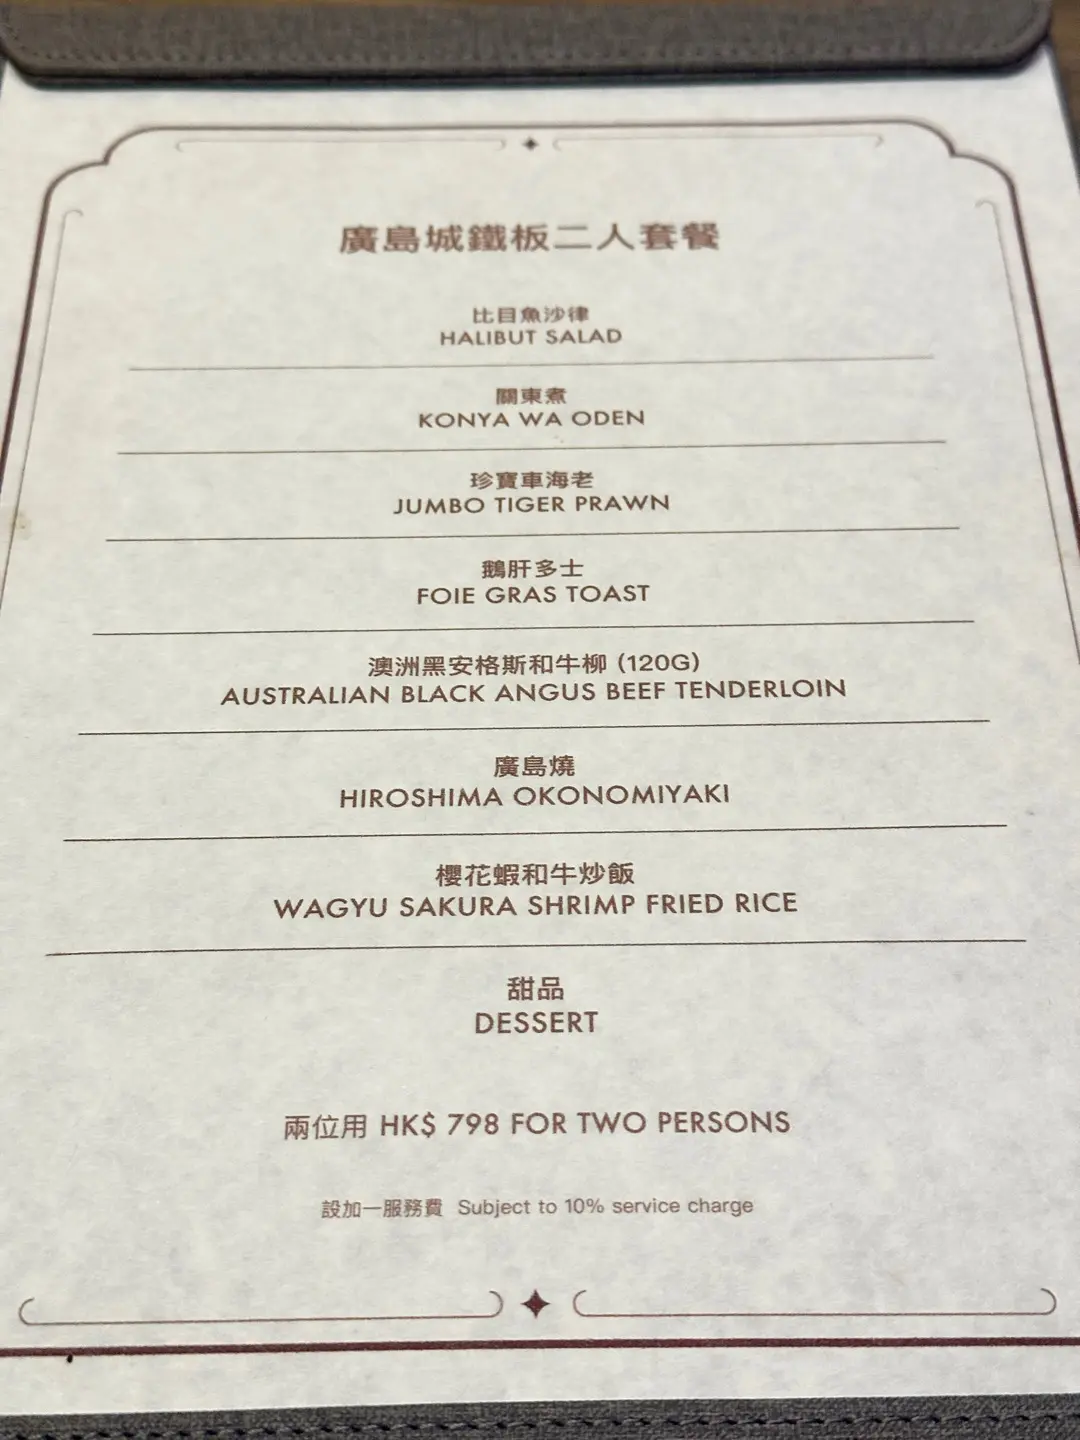 廣島城鐵板二人套餐
比目魚沙律
HALIBUT SALAD
關東煮
KONYA WA ODEN
珍寶車海老
JUMBO TIGER PRAWN
鵝肝多士
FOIE GRAS TOAST
澳洲黑安格斯和牛柳 (120G)
AUSTRALIAN BLACK ANGUS BEEF TENDERLOIN
廣島燒
HIROSHIMA OKONOMIYAKI
櫻花蝦和牛炒飯
WAGYU SAKURA SHRIMP FRIED RICE
甜品
DESSERT
兩位用 HK$ 798 FOR TWO PERSONS
設加一服務費 Subject to 10% service charge